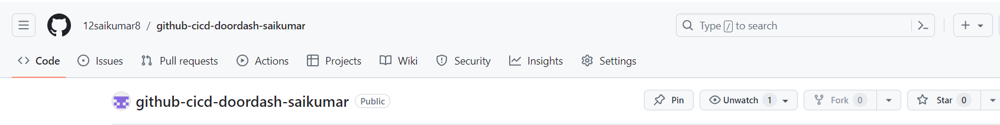 12saikumar8 / github-cicd-doordash-saikumar Type / to search
Code Issues Pull requests Actions Projects Wiki Security Insights Settings
github-cicd-doordash-saikumar Public Pin Unwatch 1 Fork 0 Star 0